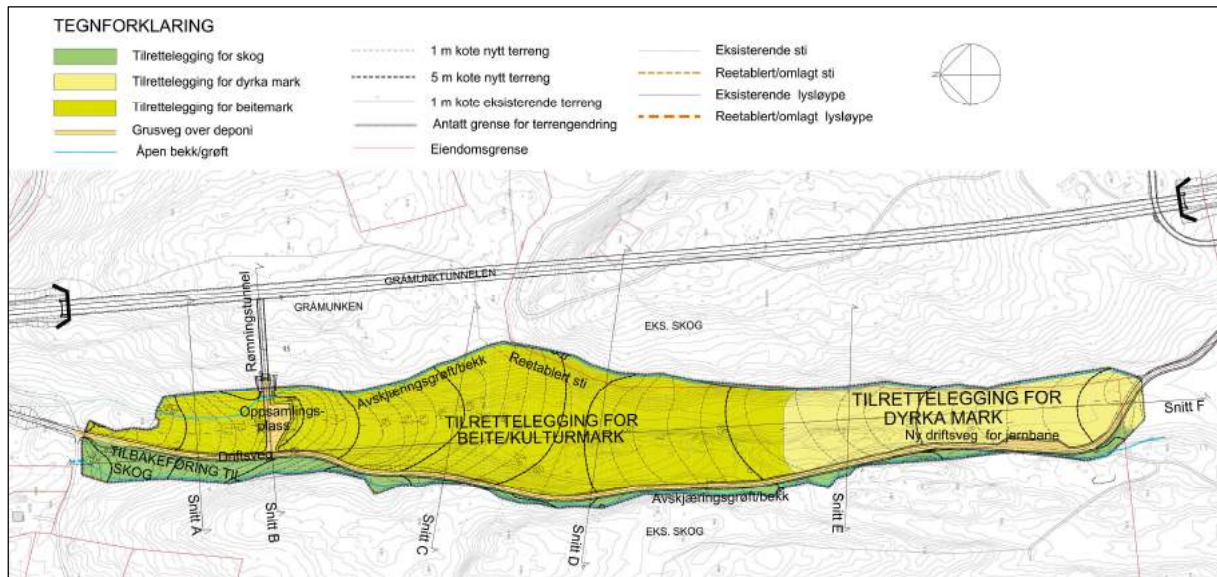 TEGNFORKLARING
Tilrettelegging for skog
Tilrettelegging for dyrka mark
Tilrettelegging for beitemark
Grusveg over deponi
Åpen bekk/grøft
1 m kote nytt terreng
5 m kote nytt terreng
1 m kote eksisterende terreng
Antatt grense for terrengendring
Eiendomsgrense
Eksisterende sti
Reetablert/omlagt sti
Eksisterende lysløype
Reetablert/omlagt lysløype
N
GRÅMUNKTUNNELEN
GRÅMUNKEN
Rømningstunnel
EKS. SKOG
Avskjæringsgrøft/bekk
Reetablert sti
Oppsamlings-
plass
TILRETTELEGGING FOR
BEITE/KULTURMARK
TILRETTELEGGING FOR
DYRKA MARK
Ny driftsveg for jernbane
Snitt F
Driftsveg
TILBAKEFØRING TIL
SKOG
Avskjæringsgrøft/bekk
EKS. SKOG
Snitt A
Snitt B
Snitt C
Snitt D
Snitt E